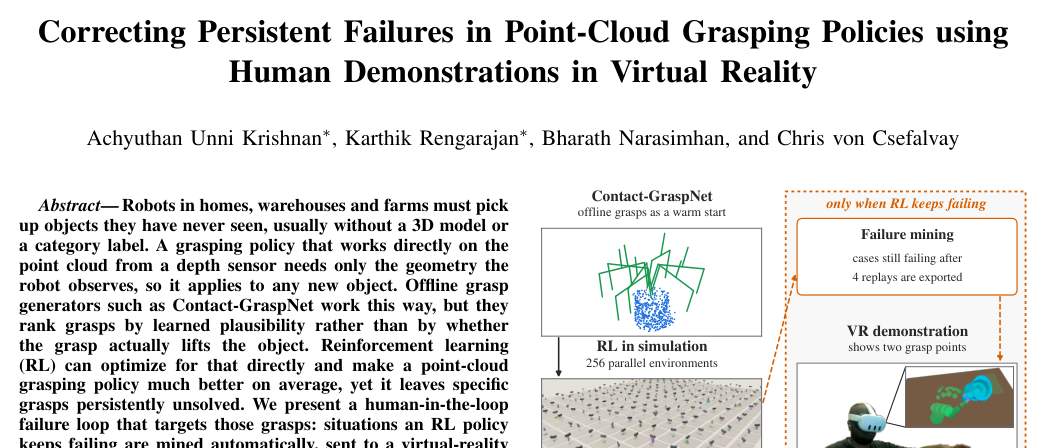 Correcting Persistent Failures in Point-Cloud Grasping Policies using
Human Demonstrations in Virtual Reality
Achyuthan Unni Krishnan*, Karthik Rengarajan*, Bharath Narasimhan, and Chris von Csefalvay
Abstract— Robots in homes, warehouses and farms must pick
up objects they have never seen, usually without a 3D model or
a category label. A grasping policy that works directly on the
point cloud from a depth sensor needs only the geometry the
robot observes, so it applies to any new object. Offline grasp
generators such as Contact-GraspNet work this way, but they
rank grasps by learned plausibility rather than by whether
the grasp actually lifts the object. Reinforcement learning
(RL) can optimize for that directly and make a point-cloud
grasping policy much better on average, yet it leaves specific
grasps persistently unsolved. We present a human-in-the-loop
failure loop that targets those grasps: situations an RL policy
keeps failing are mined automatically, sent to a virtual-reality
Contact-GraspNet
offline grasps as a warm start
RL in simulation
256 parallel environments
only when RL keeps failing
Failure mining
cases still failing after
4 replays are exported
VR demonstration
shows two grasp points